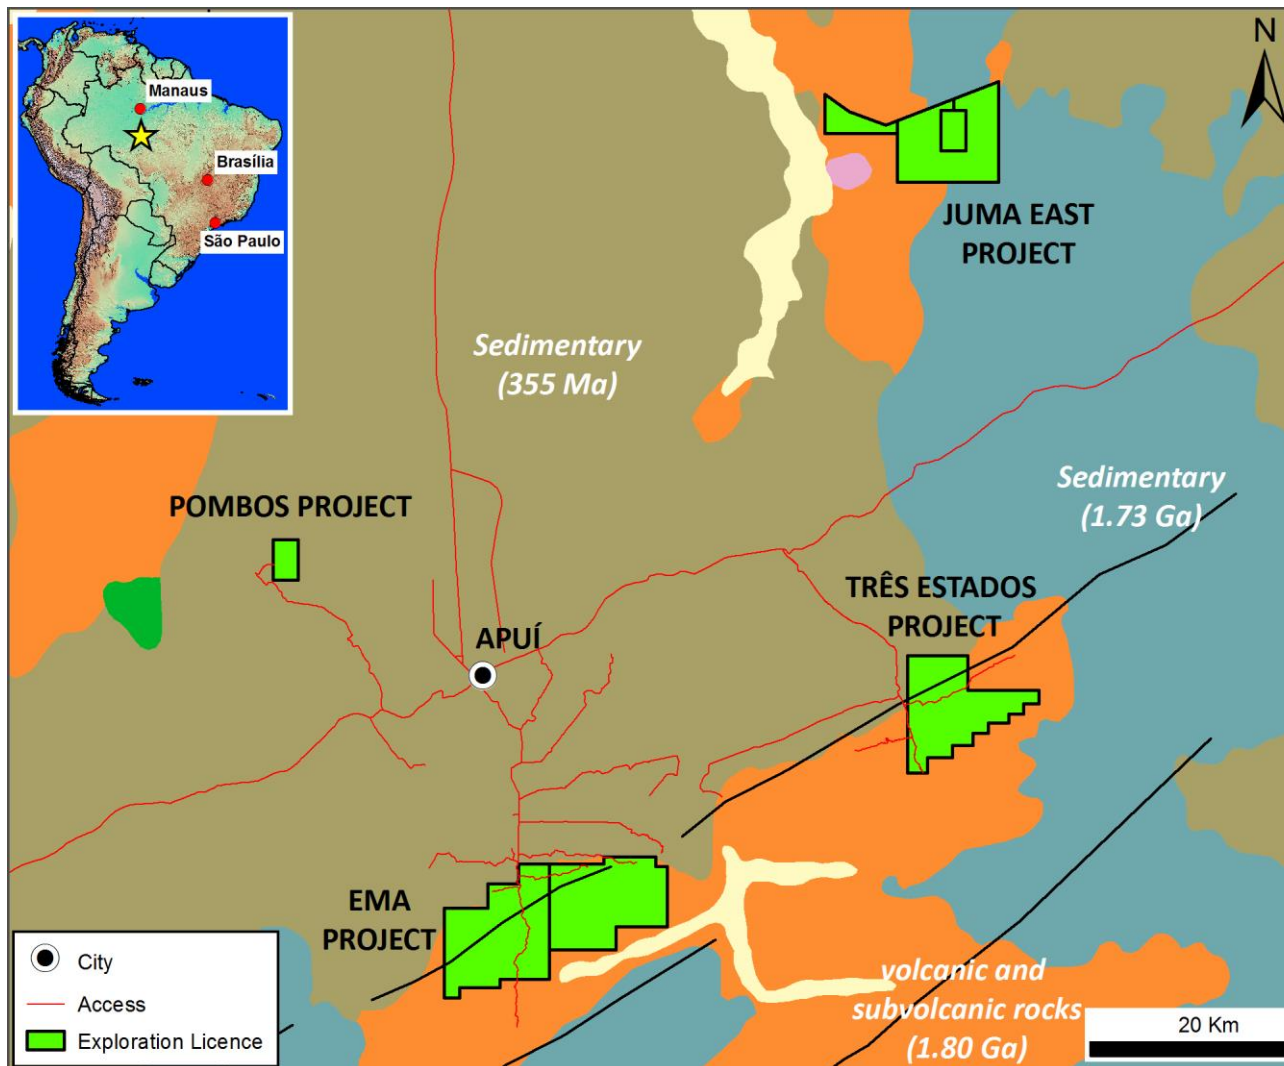 N
Manaus
Brasília
São Paulo
JUMA EAST
PROJECT
Sedimentary
(355 Ma)
Sedimentary
(1.73 Ga)
POMBOS PROJECT
TRÊS ESTADOS
PROJECT
APUÍ
EMA
PROJECT
City
Access
Exploration Licence
volcanic and
subvolcanic rocks
(1.80 Ga)
20 Km